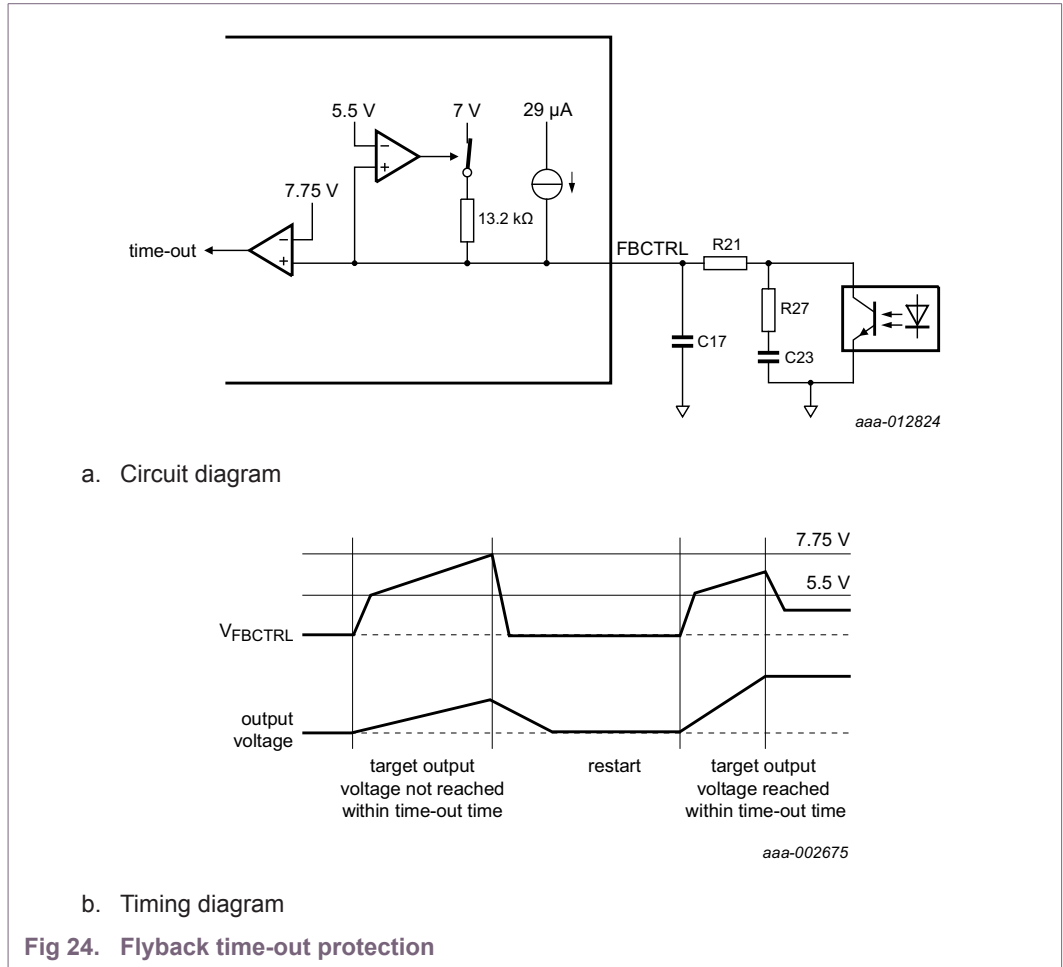 5.5 V
7 V
29 μA
7.75 V
13.2 kΩ
time-out
FBCTRL
R21
R27
C17
C23
aaa-012824
a. Circuit diagram
7.75 V
5.5 V
VFBCTRL
output
voltage
target output
voltage not reached
within time-out time
restart
target output
voltage reached
within time-out time
aaa-002675
b. Timing diagram
Fig 24. Flyback time-out protection